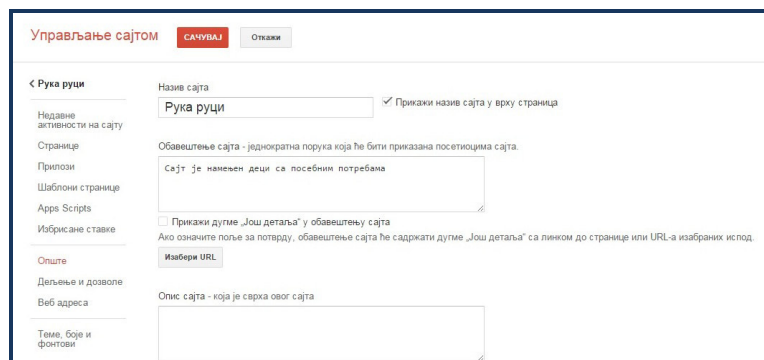 Управљање сајтом
САЧУВАЈ
Откажи
Рука руци
Недавне
активности на сајту
Странице
Прилози
Шаблони странице
Apps Scripts
Избрисане ставке
Опште
Дељење и дозволе
Веб адреса
Теме, боје и
фонтови
Назив сајта
Рука руци
Прикажи назив сајта у врху страница
Обавештење сајта - једнократна порука која ће бити приказана посетиоцима сајта.
Сајт је намењен деци са посебним потребама
Прикажи дугме „Још детаља“ у обавештењу сајта
Ако означите поље за потврду, обавештење сајта ће садржати дугме „Још детаља“ са линком до странице или URL-а изабраних испод.
Изабери URL
Опис сајта - која је сврха овог сајта